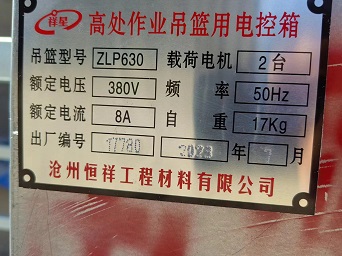 祥星 高处作业吊篮用电控箱
吊篮型号 ZLP630 载荷电机 2台
额定电压 380V 频率 50Hz
额定电流 8A 自重 17Kg
出厂编号 17780 2023 年 月
沧州恒祥工程材料有限公司